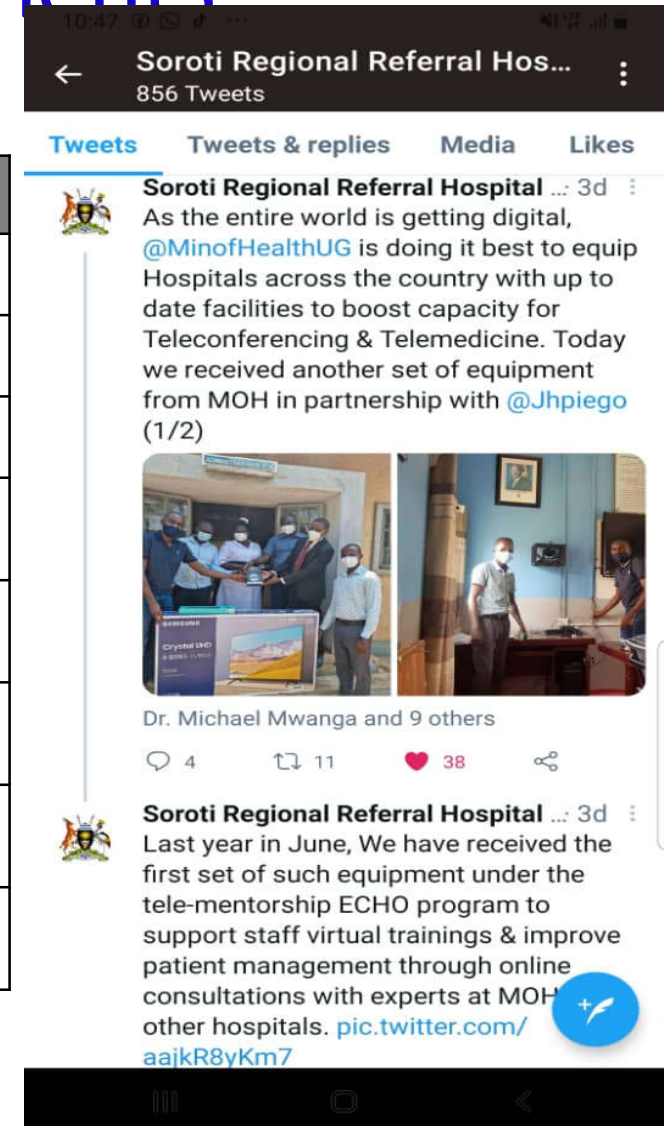 10:47
Soroti Regional Referral Hos...
856 Tweets
Tweets Tweets & replies Media Likes
Soroti Regional Referral Hospital ...· 3d
As the entire world is getting digital,
@MinofHealthUG is doing it best to equip
Hospitals across the country with up to
date facilities to boost capacity for
Teleconferencing & Telemedicine. Today
we received another set of equipment
from MOH in partnership with @Jhpiego
(1/2)
SAMSUNG
Crystal UHD
Dr. Michael Mwanga and 9 others
4 11 38
Soroti Regional Referral Hospital ...· 3d
Last year in June, We have received the
first set of such equipment under the
tele-mentorship ECHO program to
support staff virtual trainings & improve
patient management through online
consultations with experts at MOH
other hospitals. pic.twitter.com/
aajkR8yKm7